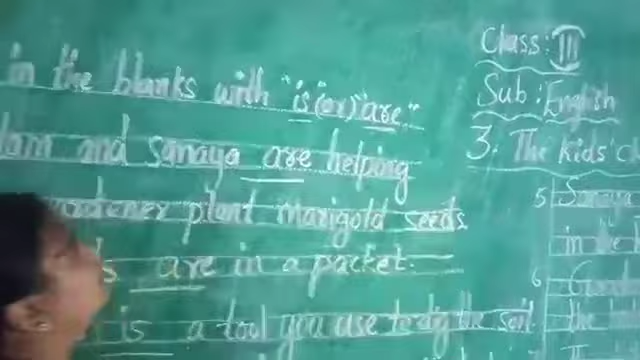 in the blanks with "is (or) "are"
and Sanaya are helping
plant marigold seeds.
are in a packet.
is a tool you use to dig the soil
Class: III
Sub: English
3. The Kids'
5 Sanaya
in the
6
the